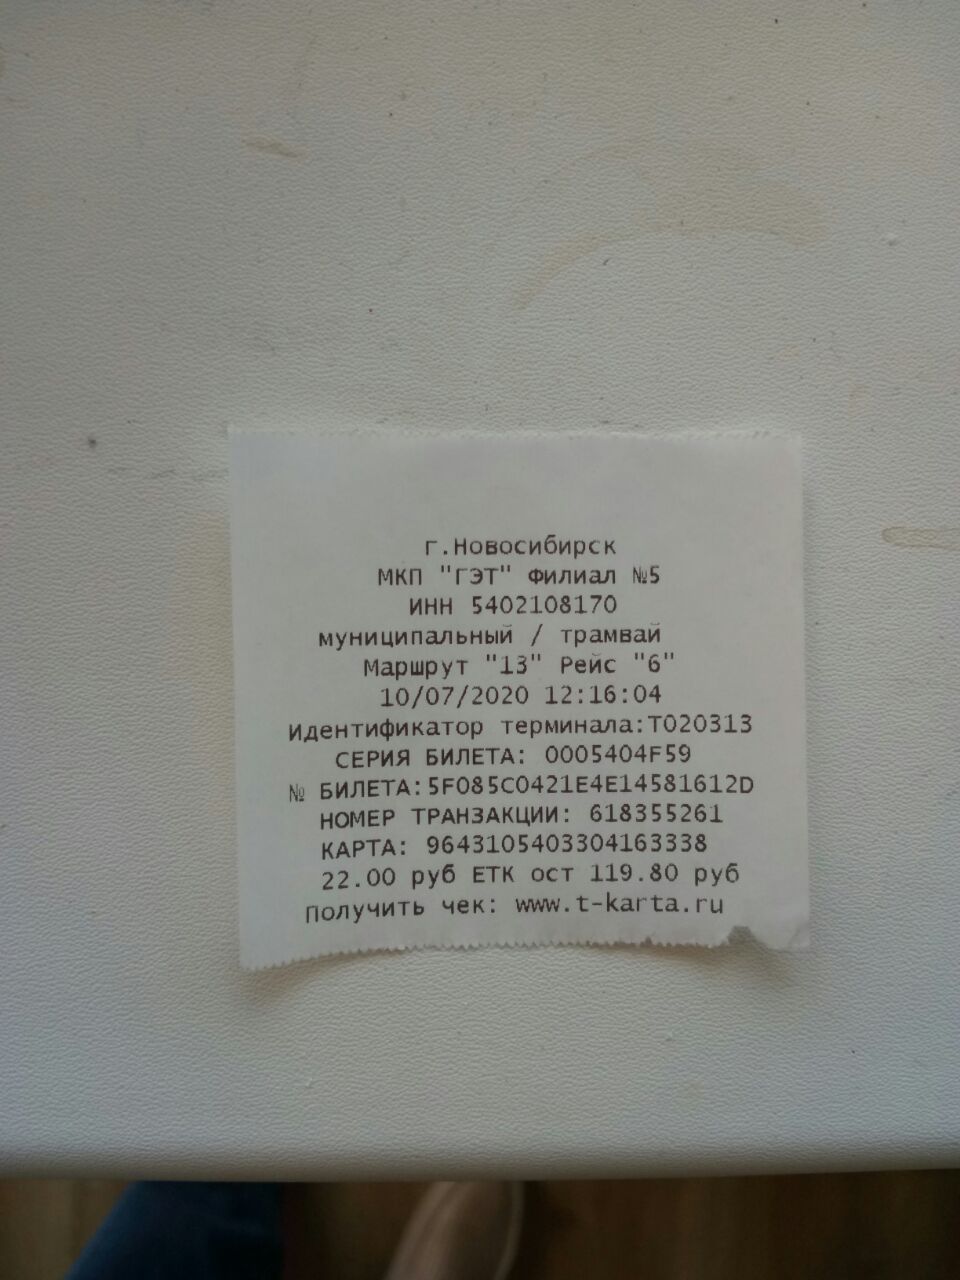 г.Новосибирск
МКП "ГЭТ" Филиал №5
ИНН 5402108170
муниципальный / трамвай
Маршрут "13" Рейс "6"
10/07/2020 12:16:04
Идентификатор терминала:T020313
СЕРИЯ БИЛЕТА: 0005404F59
№ БИЛЕТА:5F085C0421E4E14581612D
НОМЕР ТРАНЗАКЦИИ: 618355261
КАРТА: 96431054033041​63338
22.00 руб ЕТК ост 119.80 руб
Получить чек: www.t-karta.ru